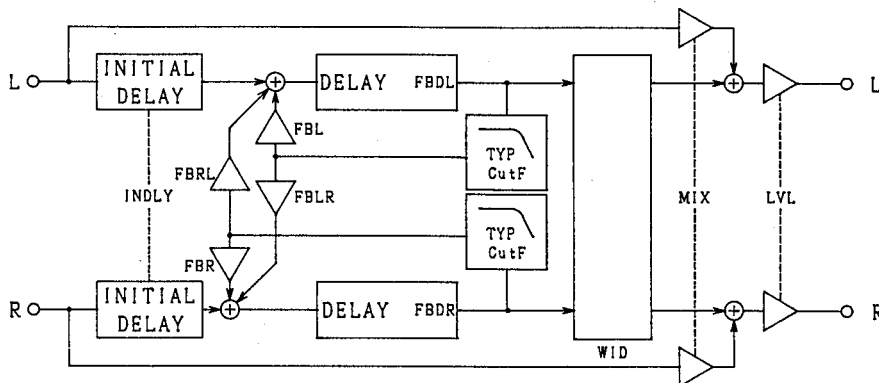 L
INITIAL
DELAY
DELAY
FBDL
L
FBL
TYP
CutF
FBRL
INDLY
FBLR
MIX
LVL
TYP
CutF
FBR
R
INITIAL
DELAY
DELAY
FBDR
R
WID